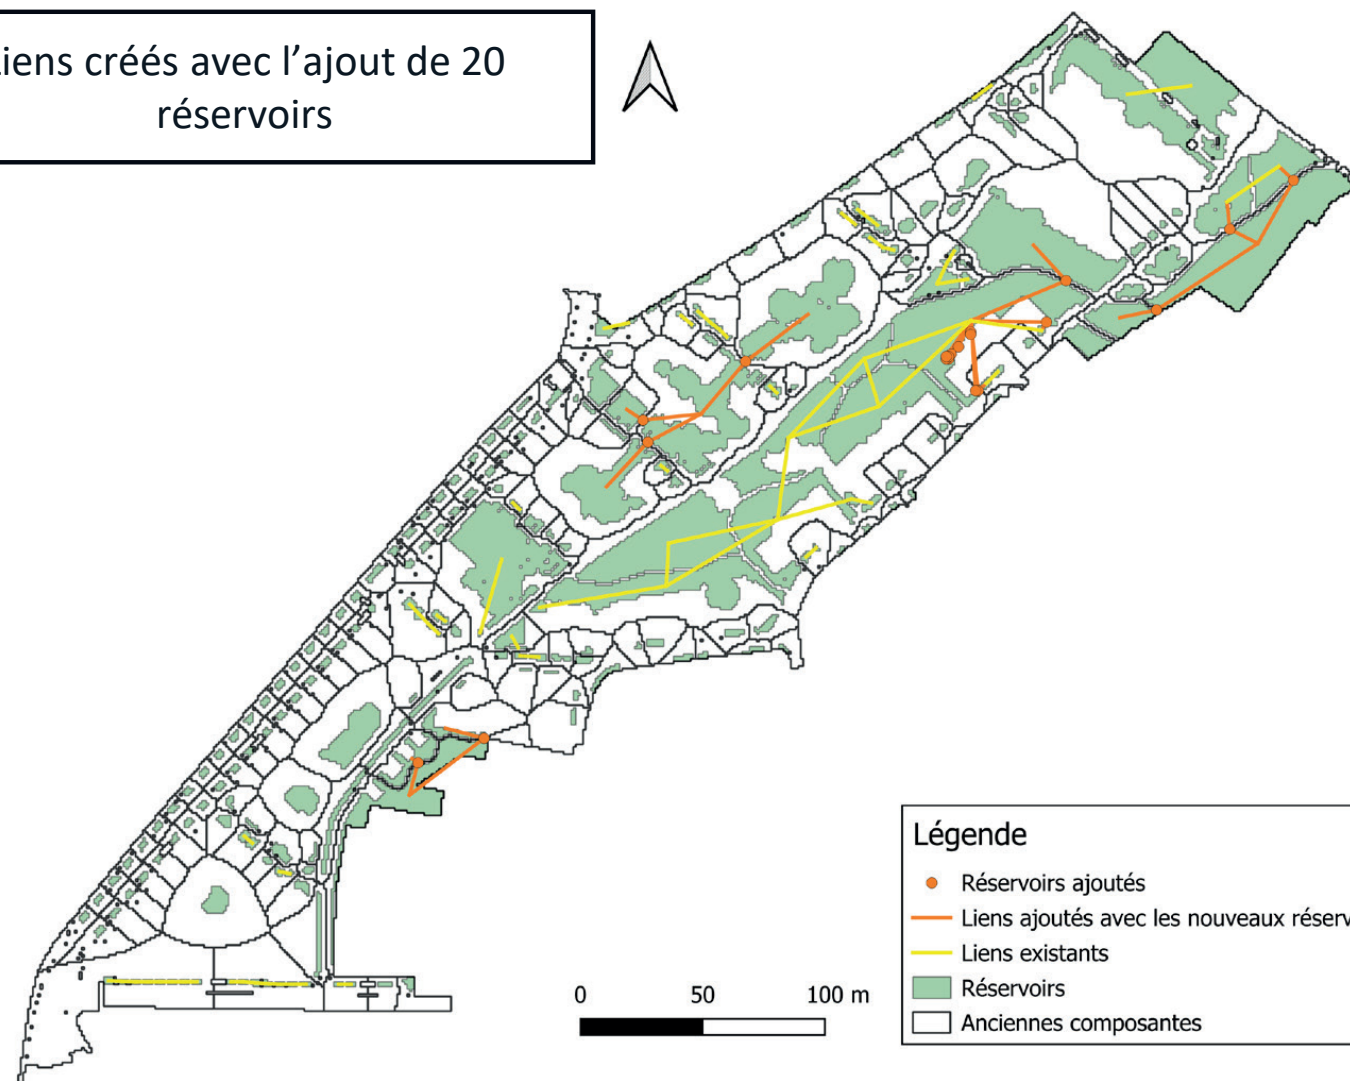 iens créés avec l’ajout de 20
réservoirs
Légende
Réservoirs ajoutés
Liens ajoutés avec les nouveaux réserv
Liens existants
Réservoirs
Anciennes composantes
0 50 100 m